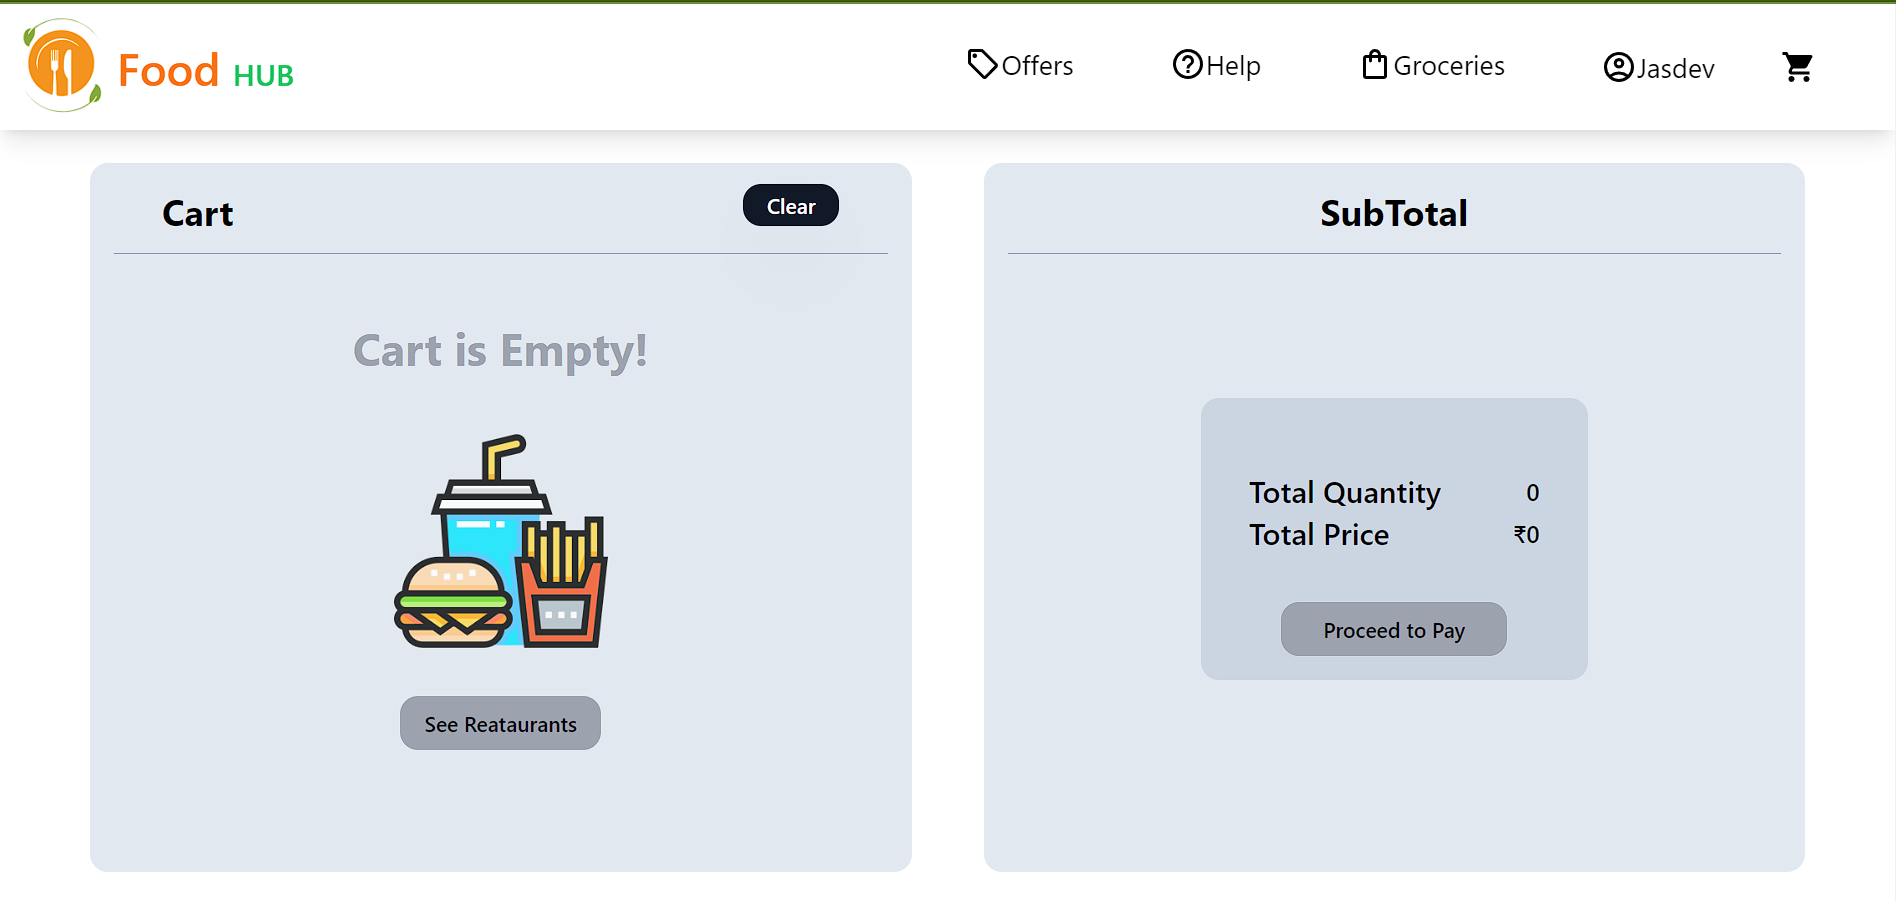 Food HUB
Offers
Help
Groceries
Jasdev
Cart
Clear
Cart is Empty!
See Reataurants
SubTotal
Total Quantity 0
Total Price ₹0
Proceed to Pay